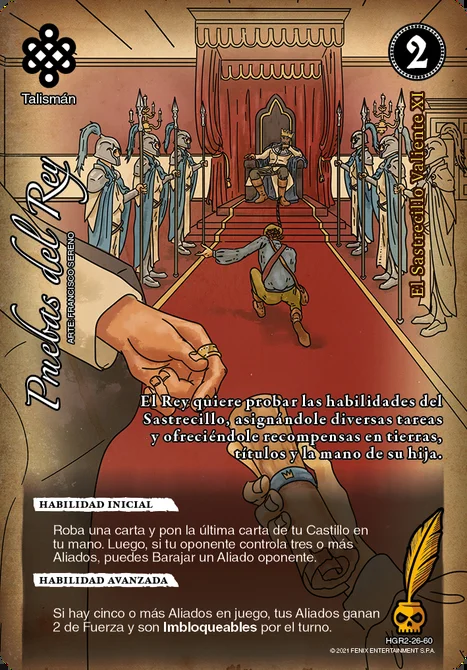 Talismán
2
Pruebas del Rey
ARTE: FRANCISCO SERENO
El Sastrecillo Valiente XI
El Rey quiere probar las habilidades del
Sastrecillo, asignándole diversas tareas
y ofreciéndole recompensas en tierras,
títulos y la mano de su hija.
HABILIDAD INICIAL
Roba una carta y pon la última carta de tu Castillo en
tu mano. Luego, si tu oponente controla tres o más
Aliados, puedes Barajar un Aliado oponente.
HABILIDAD AVANZADA
Si hay cinco o más Aliados en juego, tus Aliados ganan
2 de Fuerza y son Imbloqueables por el turno.
HGR2-26-60
© 2021 FENIX ENTERTAINMENT S.P.A.